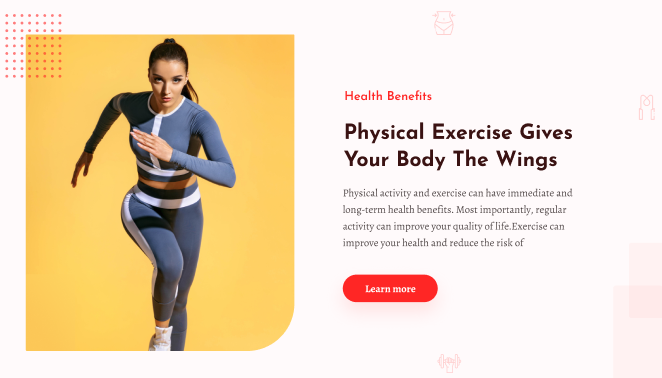 Health Benefits
Physical Exercise Gives
Your Body The Wings
Physical activity and exercise can have immediate and
long-term health benefits. Most importantly, regular
activity can improve your quality of life.Exercise can
improve your health and reduce the risk of
Learn more